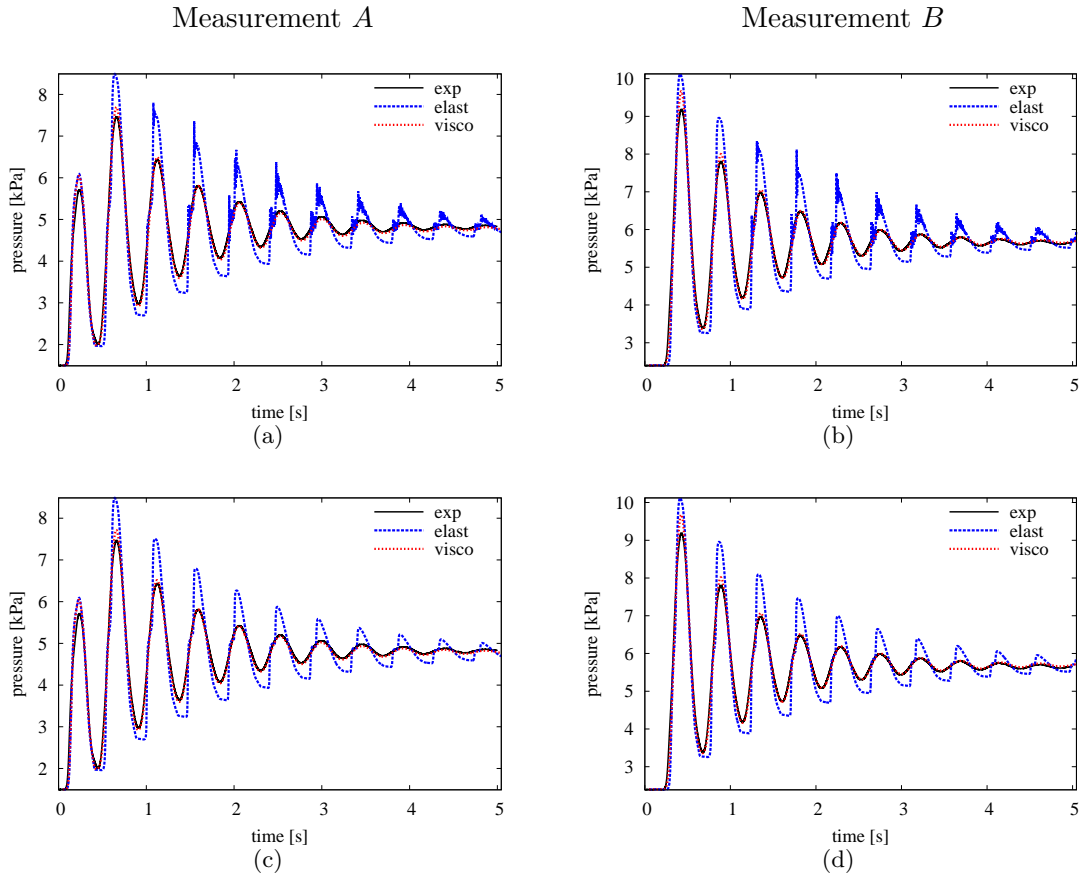 Measurement A
Measurement B
exp
elast
visco
8
7
6
5
4
3
2
pressure [kPa]
0 1 2 3 4 5
time [s]
(a)
exp
elast
visco
10
9
8
7
6
5
4
3
pressure [kPa]
0 1 2 3 4 5
time [s]
(b)
exp
elast
visco
8
7
6
5
4
3
2
pressure [kPa]
0 1 2 3 4 5
time [s]
(c)
exp
elast
visco
10
9
8
7
6
5
4
3
pressure [kPa]
0 1 2 3 4 5
time [s]
(d)